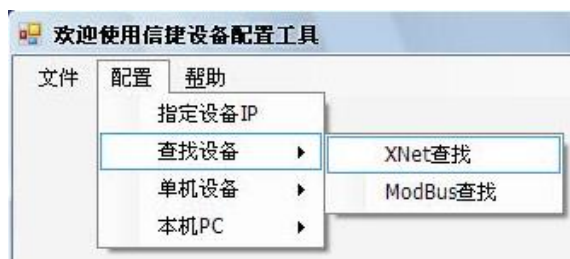 欢迎使用信捷设备配置工具
文件 配置 帮助
指定设备IP
查找设备 XNet查找
单机设备 ModBus查找
本机PC